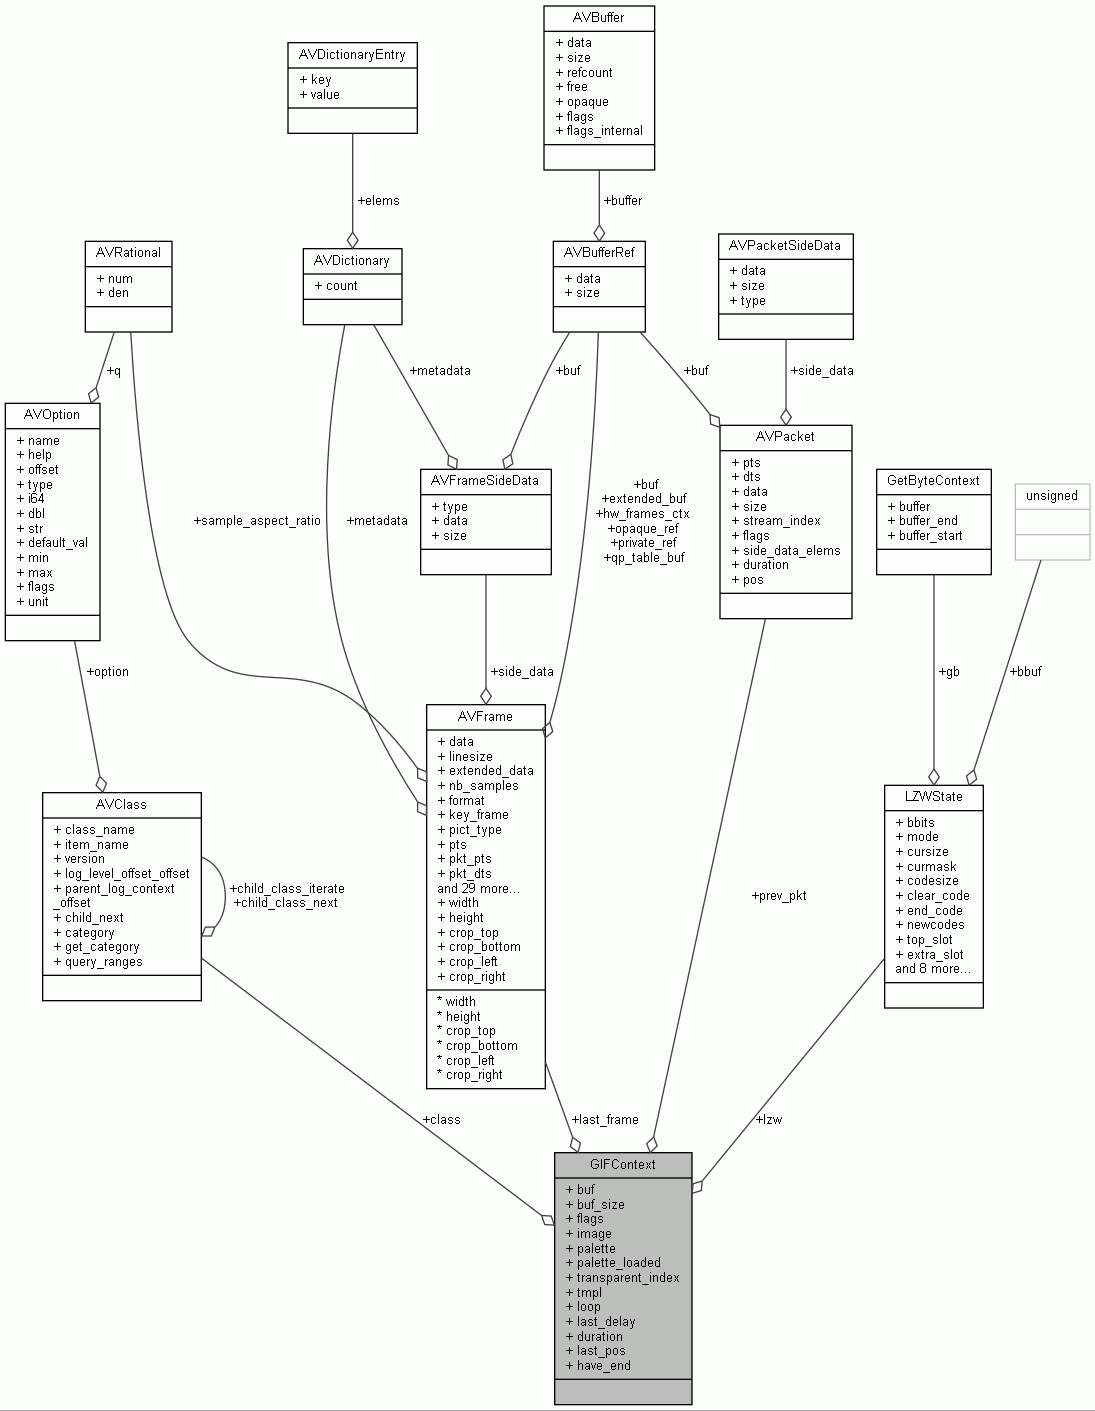 AVBuffer
+ data
+ size
+ refcount
+ free
+ opaque
+ flags
+ flags_internal
AVDictionaryEntry
+ key
+ value
+elems
+buffer
AVRational
+ num
+ den
AVDictionary
+ count
AVBufferRef
+ data
+ size
AVPacketSideData
+ data
+ size
+ type
+q
+metadata
+buf
+buf
+side_data
AVOption
+ name
+ help
+ offset
+ type
+ i64
+ dbl
+ str
+ default_val
+ min
+ max
+ flags
+ unit
+sample_aspect_ratio
+metadata
AVFrameSideData
+ type
+ data
+ size
+buf
+extended_buf
+hw_frames_ctx
+opaque_ref
+private_ref
+qp_table_buf
AVPacket
+ pts
+ dts
+ data
+ size
+ stream_index
+ flags
+ side_data_elems
+ duration
+ pos
GetByteContext
+ buffer
+ buffer_end
+ buffer_start
unsigned
+option
+side_data
+gb
+bbuf
AVClass
+ class_name
+ item_name
+ version
+ log_level_offset_offset
+ parent_log_context
_offset
+ child_next
+ category
+ get_category
+ query_ranges
+child_class_iterate
+child_class_next
AVFrame
+ data
+ linesize
+ extended_data
+ nb_samples
+ format
+ key_frame
+ pict_type
+ pts
+ pkt_pts
+ pkt_dts
and 29 more...
+ width
+ height
+ crop_top
+ crop_bottom
+ crop_left
+ crop_right
* width
* height
* crop_top
* crop_bottom
* crop_left
* crop_right
+prev_pkt
LZWState
+ bbits
+ mode
+ cursize
+ curmask
+ codesize
+ clear_code
+ end_code
+ newcodes
+ top_slot
+ extra_slot
and 8 more...
+class
+last_frame
+lzw
GIFContext
+ buf
+ buf_size
+ flags
+ image
+ palette
+ palette_loaded
+ transparent_index
+ tmpl
+ loop
+ last_delay
+ duration
+ last_pos
+ have_end